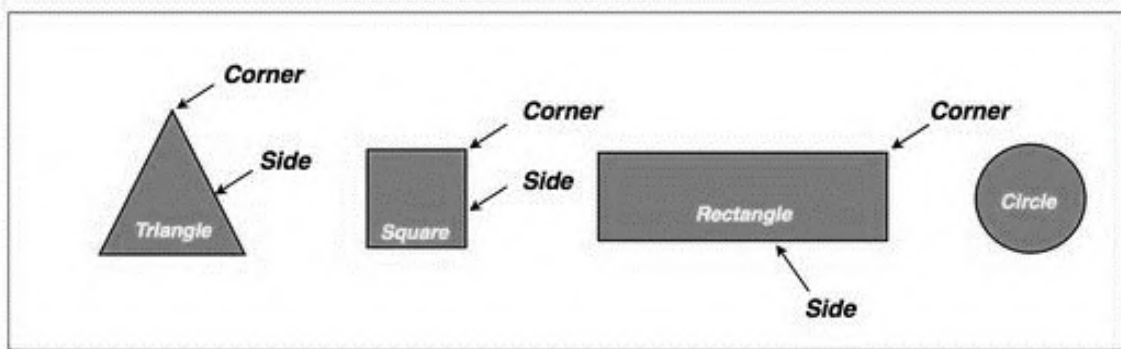 Corner
Side
Triangle
Corner
Side
Square
Corner
Rectangle
Side
Circle